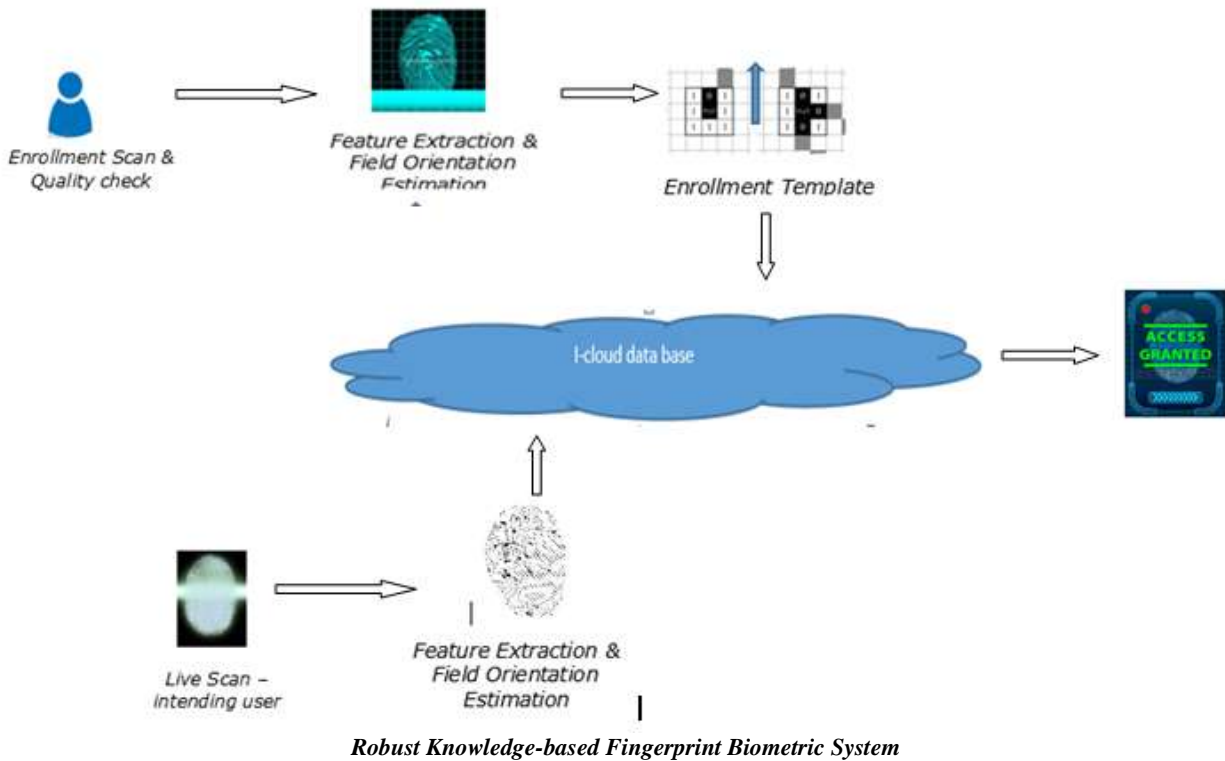 Enrollment Scan &
Quality check
Feature Extraction &
Field Orientation
Estimation
Enrollment Template
I-cloud data base
ACCESS
GRANTED
Live Scan –
intending user
Feature Extraction &
Field Orientation
Estimation
Robust Knowledge-based Fingerprint Biometric System